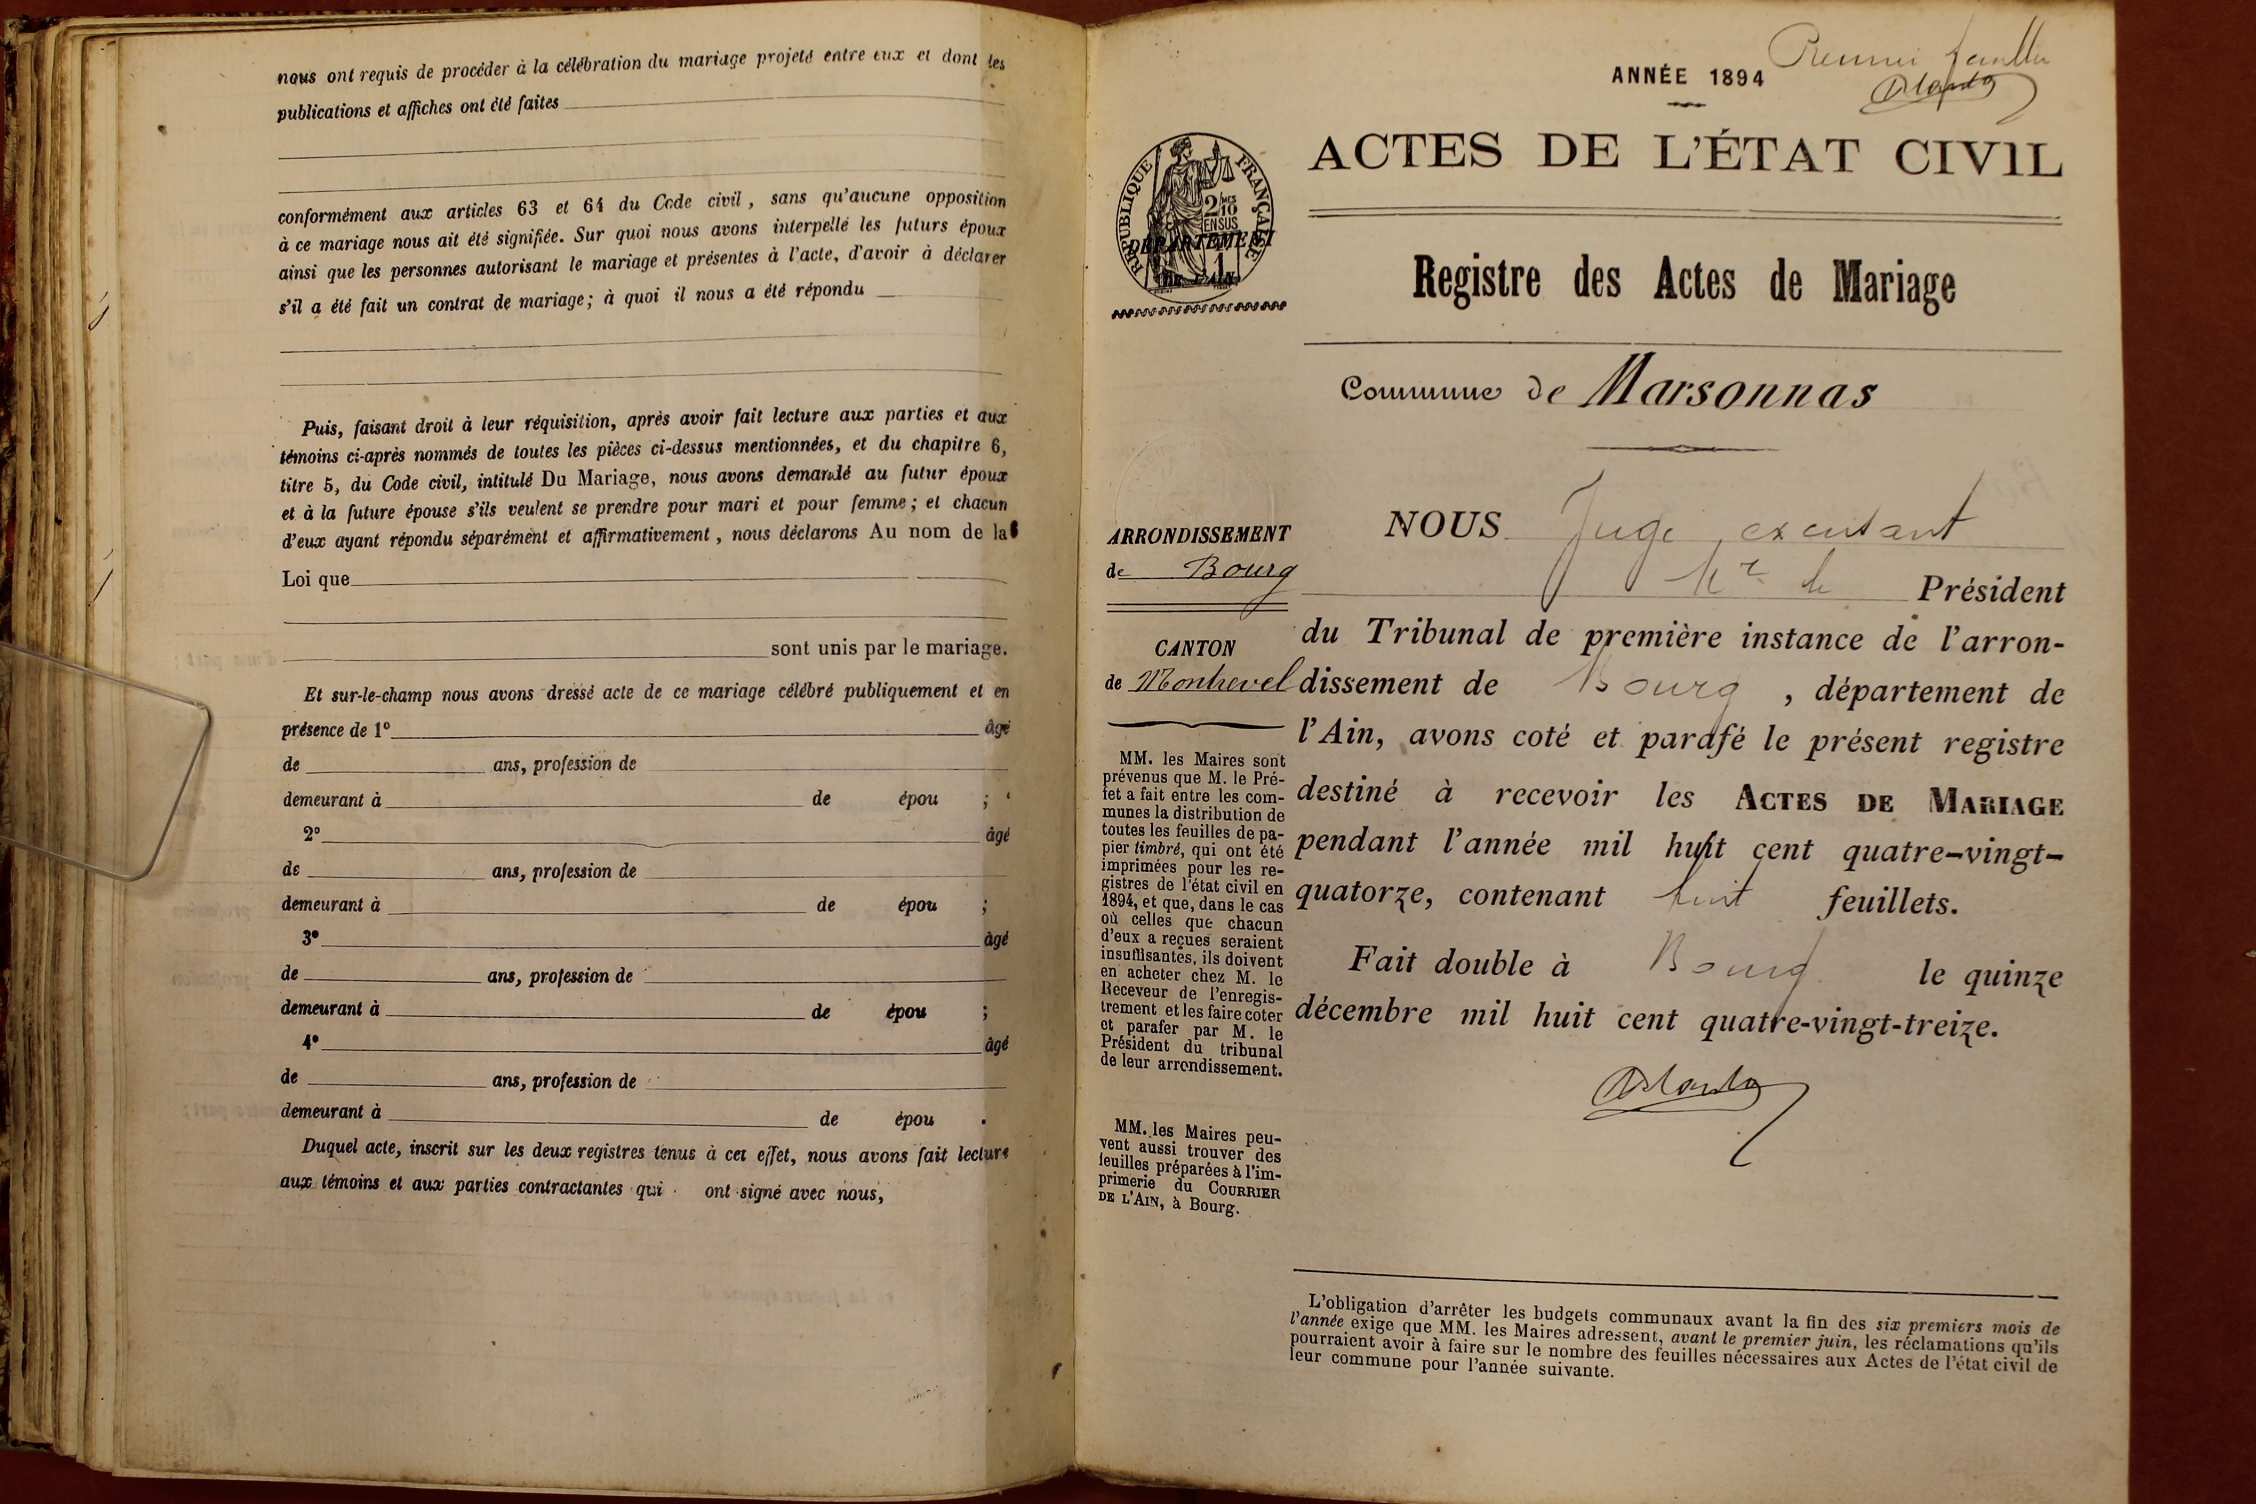 nous ont requis de procéder à la célébration du mariage projeté entre eux et dont les
publications et affiches ont été faites
conformément aux articles 63 et 64 du Code civil, sans qu'aucune opposition
à ce mariage nous ait été signifiée. Sur quoi nous avons interpellé les futurs époux
ainsi que les personnes autorisant le mariage et présentes à l'acte, d'avoir à déclarer
s'il a été fait un contrat de mariage; à quoi il nous a été répondu
Puis, faisant droit à leur réquisition, après avoir fait lecture aux parties et aux
témoins ci-après nommés de toutes les pièces ci-dessus mentionnées, et du chapitre 6,
titre 5, du Code civil, intitulé Du Mariage, nous avons demandé au futur époux
et à la future épouse s'ils veulent se prendre pour mari et pour femme; et chacun
d'eux ayant répondu séparément et affirmativement, nous déclarons Au nom de la
Loi que
sont unis par le mariage.
Et sur-le-champ nous avons dressé acte de ce mariage célébré publiquement et en
présence de 1° âgé
de ans, profession de
demeurant à de épou ;
2° âgé
de ans, profession de
demeurant à de épou ;
3° âgé
de ans, profession de
demeurant à de épou ;
4° âgé
de ans, profession de
demeurant à de épou .
Duquel acte, inscrit sur les deux registres tenus à cet effet, nous avons fait lecture
aux témoins et aux parties contractantes qui ont signé avec nous,
ANNÉE 1894
ACTES DE L'ÉTAT CIVIL
RÉPUBLIQUE FRANÇAISE
DÉPARTEMENT
DE L'AIN
Registre des Actes de Mariage
Commune de Marsonnas
ARRONDISSEMENT
de Bourg
CANTON
de Montrevel
MM. les Maires sont
prévenus que M. le Pré-
fet a fait entre les com-
munes la distribution de
toutes les feuilles de pa-
pier timbré, qui ont été
imprimées pour les re-
gistres de l'état civil en
1894, et que, dans le cas
où celles que chacun
d'eux a reçues seraient
insuffisantes, ils doivent
en acheter chez M. le
Receveur de l'enregis-
trement et les faire coter
et parafer par M. le
Président du tribunal
de leur arrondissement.
MM. les Maires peu-
vent aussi trouver des
feuilles préparées à l'im-
primerie du COURRIER
DE L'AIN, à Bourg.
NOUS Juge
Mr le Président
du Tribunal de première instance de l'arron-
dissement de Bourg, département de
l'Ain, avons coté et parafé le présent registre
destiné à recevoir les ACTES DE MARIAGE
pendant l'année mil huit cent quatre-vingt-
quatorze, contenant huit feuillets.
Fait double à Bourg le quinze
décembre mil huit cent quatre-vingt-treize.
L'obligation d'arrêter les budgets communaux avant la fin des six premiers mois de
l'année exige que MM. les Maires adressent, avant le premier juin, les réclamations qu'ils
pourraient avoir à faire sur le nombre des feuilles nécessaires aux Actes de l'état civil de
leur commune pour l'année suivante.